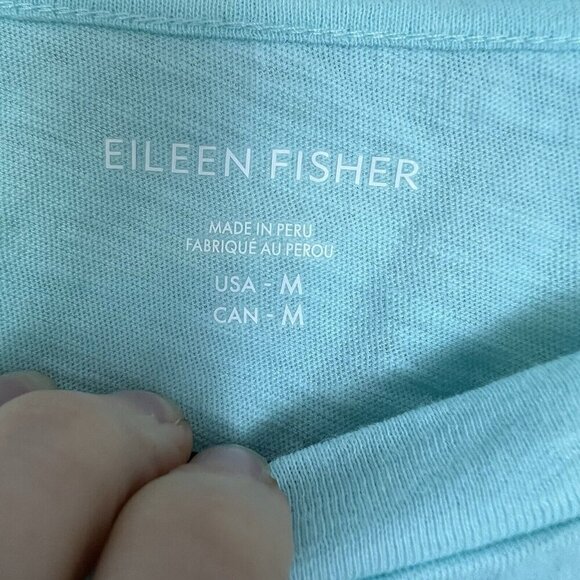 EILEEN FISHER
MADE IN PERU
FABRIQUÉ AU PEROU
USA - M
CAN - M